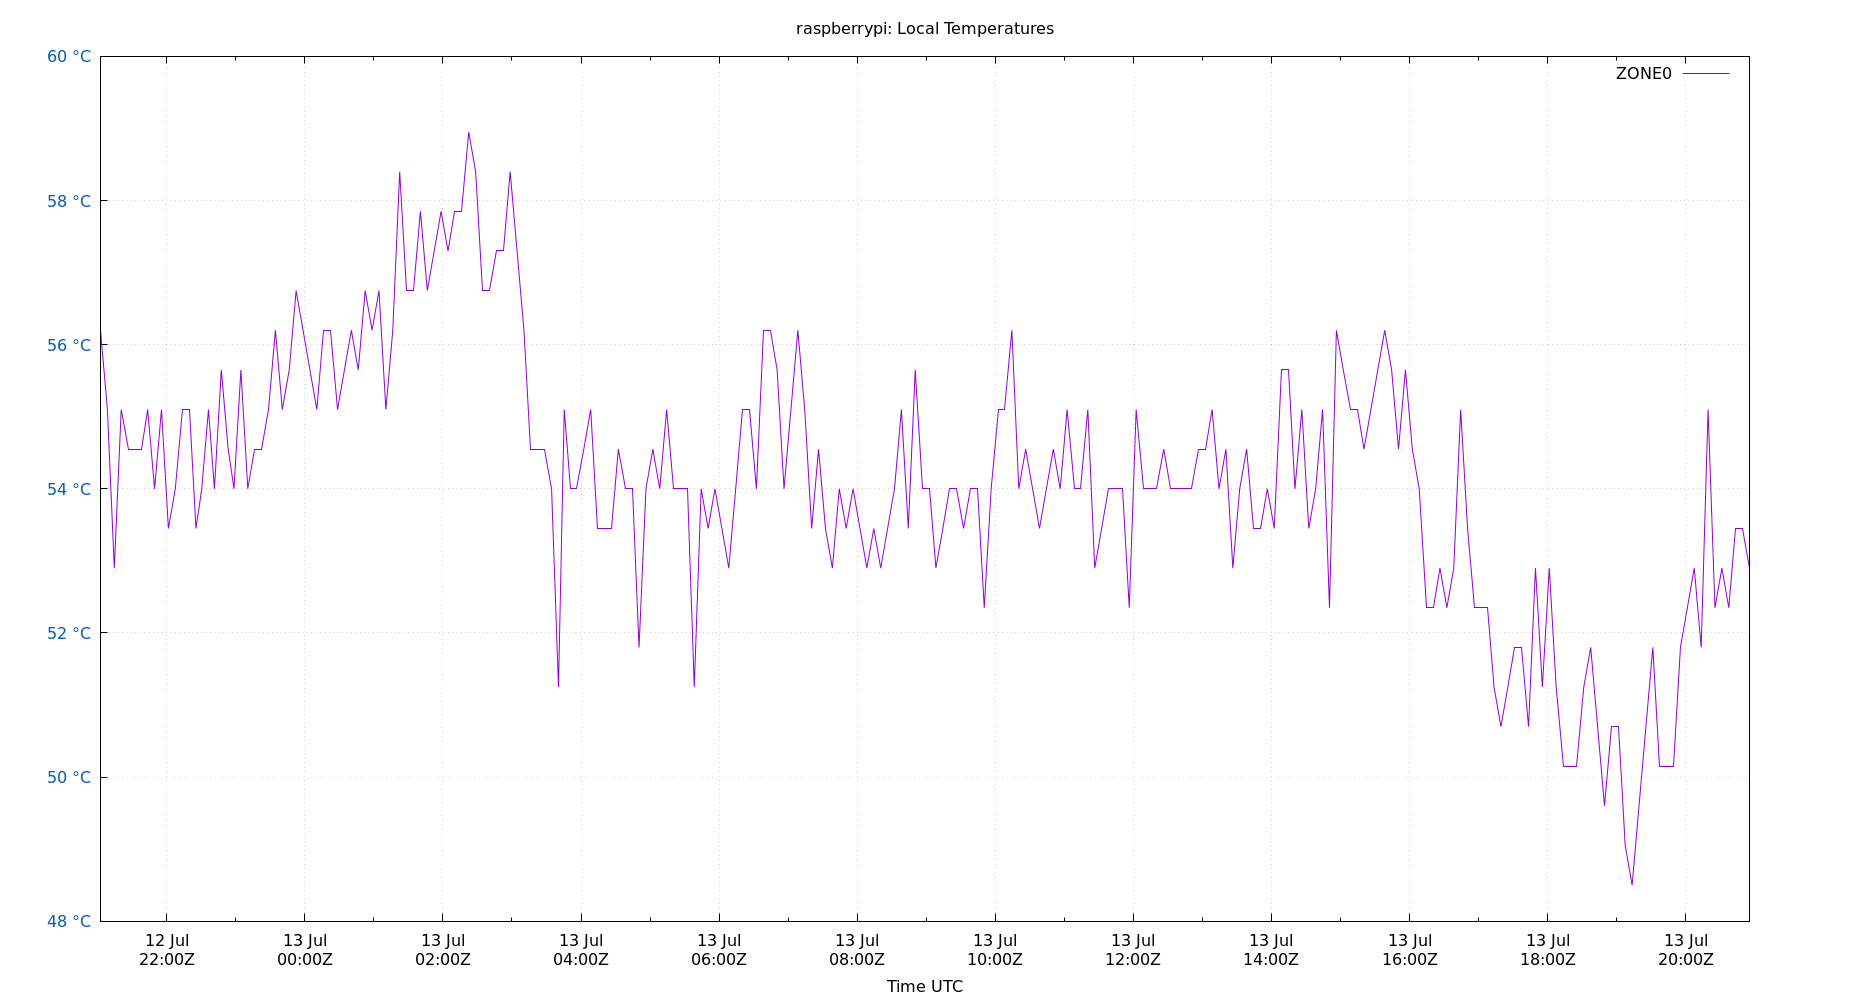 raspberrypi: Local Temperatures
60 °C
ZONE0
58 °C
56 °C
54 °C
52 °C
50 °C
48 °C
12 Jul 13 Jul 13 Jul 13 Jul 13 Jul 13 Jul 13 Jul 13 Jul 13 Jul 13 Jul 13 Jul 13 Jul
22:00Z 00:00Z 02:00Z 04:00Z 06:00Z 08:00Z 10:00Z 12:00Z 14:00Z 16:00Z 18:00Z 20:00Z
Time UTC